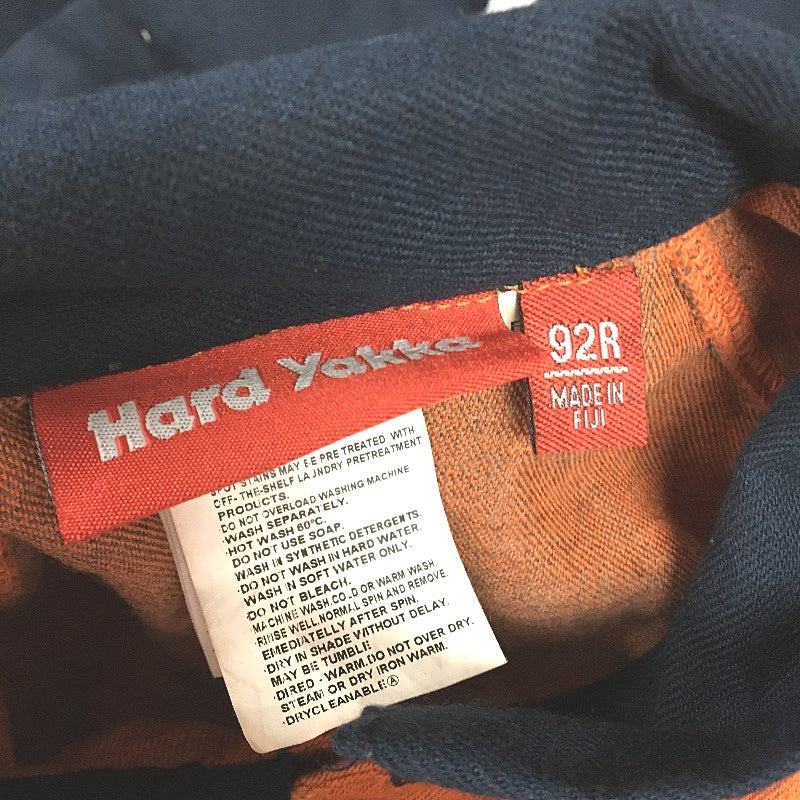 Hard Yakka
92R
MADE IN
FIJI
SPOT STAINS MAY BE PRE TREATED WITH
OFF- THE-SHELF LAJNDRY PRETREATMENT
PRODUCTS.
DO NOT OVERLOAD WASHING MACHINE
WASH SEPARATELY.
·HOT WASH 60°C.
DO NOT USE SOAP.
WASH IN SYNTHETIC DETERGENTS.
·DO NOT WASH IN HARD WATER.
WASH IN SOFT WATER ONLY.
DO NOT BLEACH.
·MACHINE WASH,COLD OR WARM WASH.
·RINSE WELL,NORMAL SPIN AND REMOVE
EMEDIATELLY AFTER SPIN.
·DRY IN SHADE WITHOUT DELAY.
MAY BE TUMBLE
·DIRED - WARM.DO NOT OVER DRY.
STEAM OR DRY IRON WARM.
·DRYCLEANABLE Ⓐ